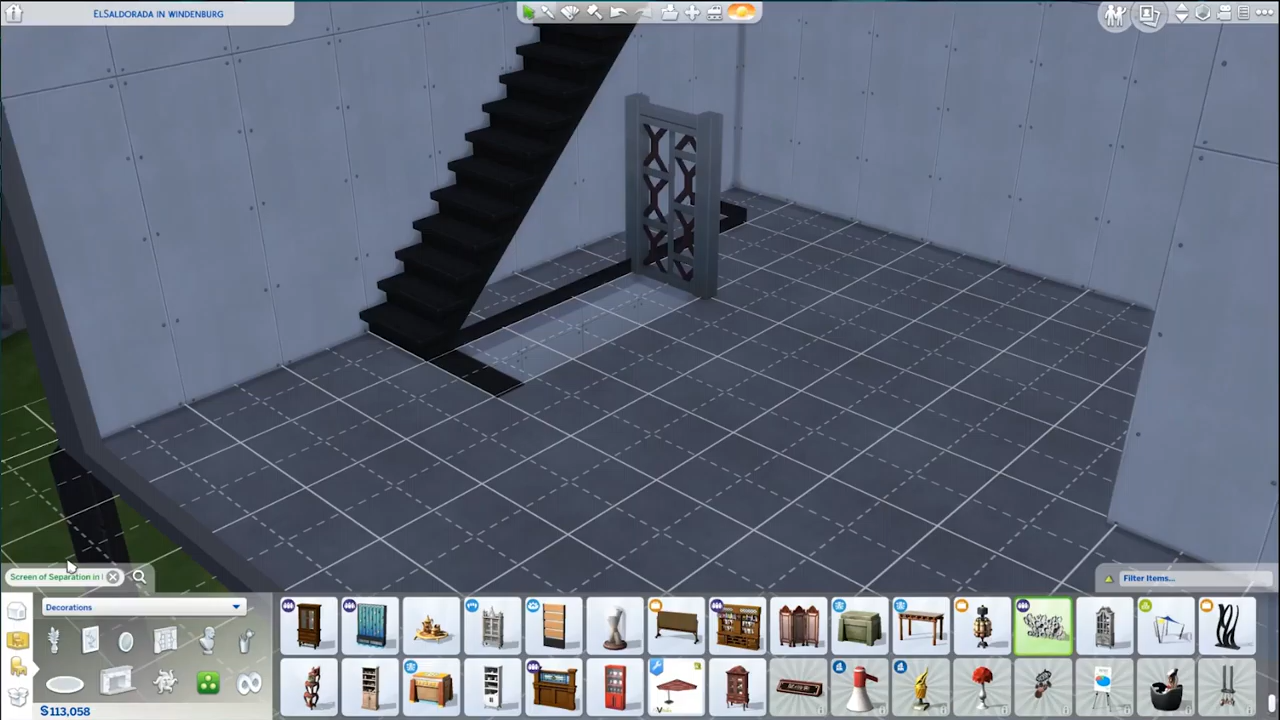 ElSaldorada in Windenburg
Screen of Separation in
Filter Items...
Decorations
$113,058